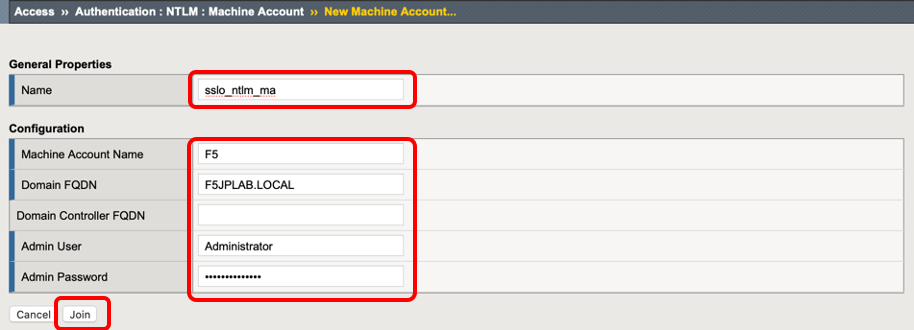 Access ›› Authentication : NTLM : Machine Account ›› New Machine Account...
General Properties
Name sslo_ntlm_ma
Configuration
Machine Account Name F5
Domain FQDN F5JPLAB.LOCAL
Domain Controller FQDN
Admin User Administrator
Admin Password ••••••••••••••
Cancel Join